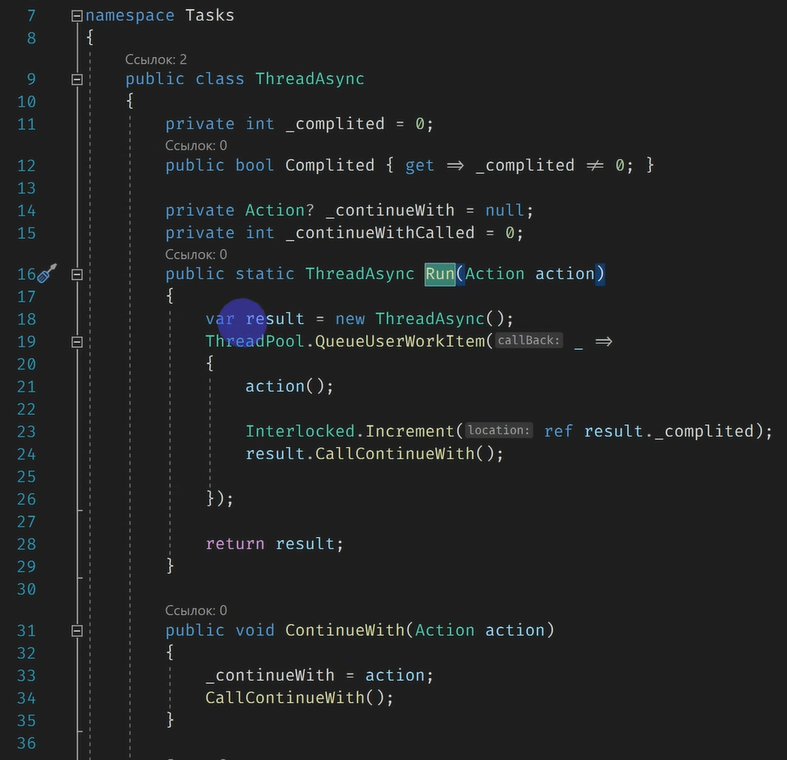 7 namespace Tasks
8 {
Ссылок: 2
9 public class ThreadAsync
10 {
11 private int _complited = 0;
Ссылок: 0
12 public bool Complited { get => _complited != 0; }
13
14 private Action? _continueWith = null;
15 private int _continueWithCalled = 0;
Ссылок: 0
16 public static ThreadAsync Run(Action action)
17 {
18 var result = new ThreadAsync();
19 ThreadPool.QueueUserWorkItem(callBack: _ =>
20 {
21 action();
22
23 Interlocked.Increment(location: ref result._complited);
24 result.CallContinueWith();
25
26 });
27
28 return result;
29 }
30
Ссылок: 0
31 public void ContinueWith(Action action)
32 {
33 _continueWith = action;
34 CallContinueWith();
35 }
36